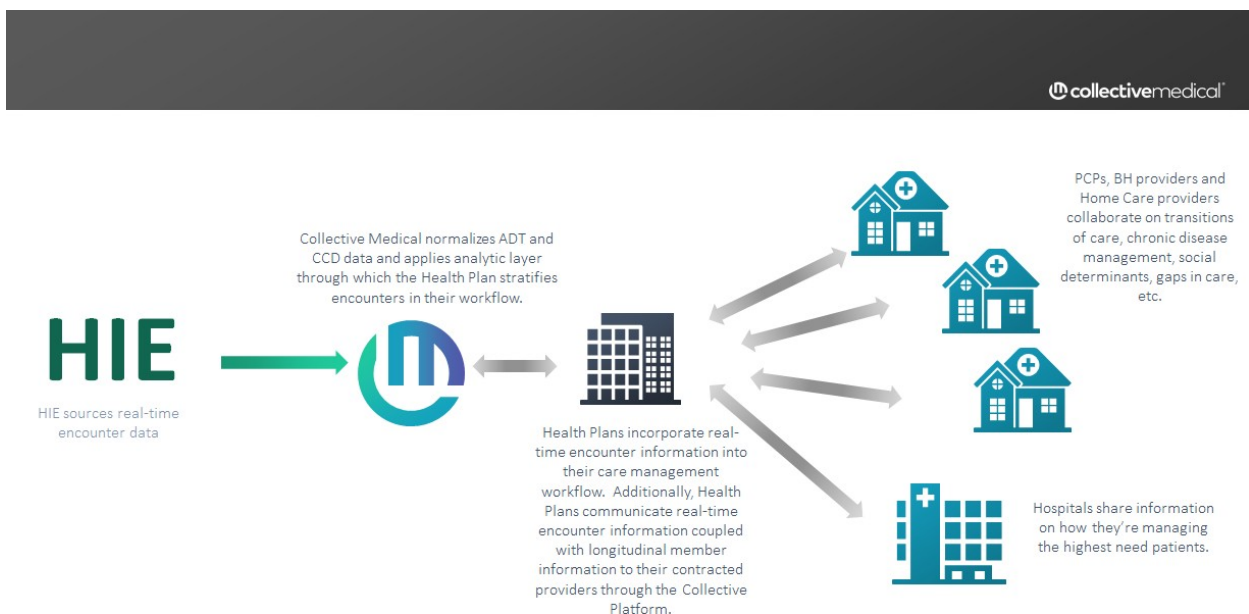 collectivemedical
PCPs, BH providers and
Home Care providers
collaborate on transitions
of care, chronic disease
management, social
determinants, gaps in care,
etc.
Collective Medical normalizes ADT and
CCD data and applies analytic layer
through which the Health Plan stratifies
encounters in their workflow.
HIE
HIE sources real-time
encounter data
Health Plans incorporate real-
time encounter information into
their care management
workflow.  Additionally, Health
Plans communicate real-time
encounter information coupled
with longitudinal member
information to their contracted
providers through the Collective
Platform.
Hospitals share information
on how they’re managing
the highest need patients.